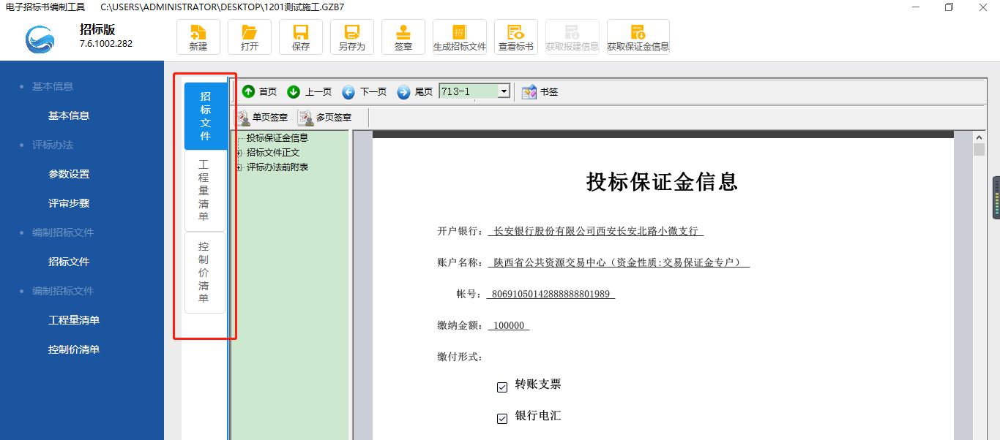 电子招标书编制工具 C:\USERS\ADMINISTRATOR\DESKTOP\1201测试施工.GZB7
招标版
7.6.1002.282
新建
打开
保存
另存为
签章
招
生成招标文件
查看标书
获取报建信息
获取保证金信息
基本信息
基本信息
评标办法
参数设置
评审步骤
编制招标文件
招标文件
编制招标文件
工程量清单
控制价清单
招标文件
工程量清单
控制价清单
首页
上一页
下一页
尾页
713-1
书签
单页签章
多页签章
投标保证金信息
招标文件正文
评标办法前附表
投标保证金信息
开户银行: 长安银行股份有限公司西安长安北路小微支行
账户名称: 陕西省公共资源交易中心（资金性质:交易保证金专户）
帐号: 80691050142888888801989
缴纳金额: 100000
缴付形式:
转账支票
银行电汇